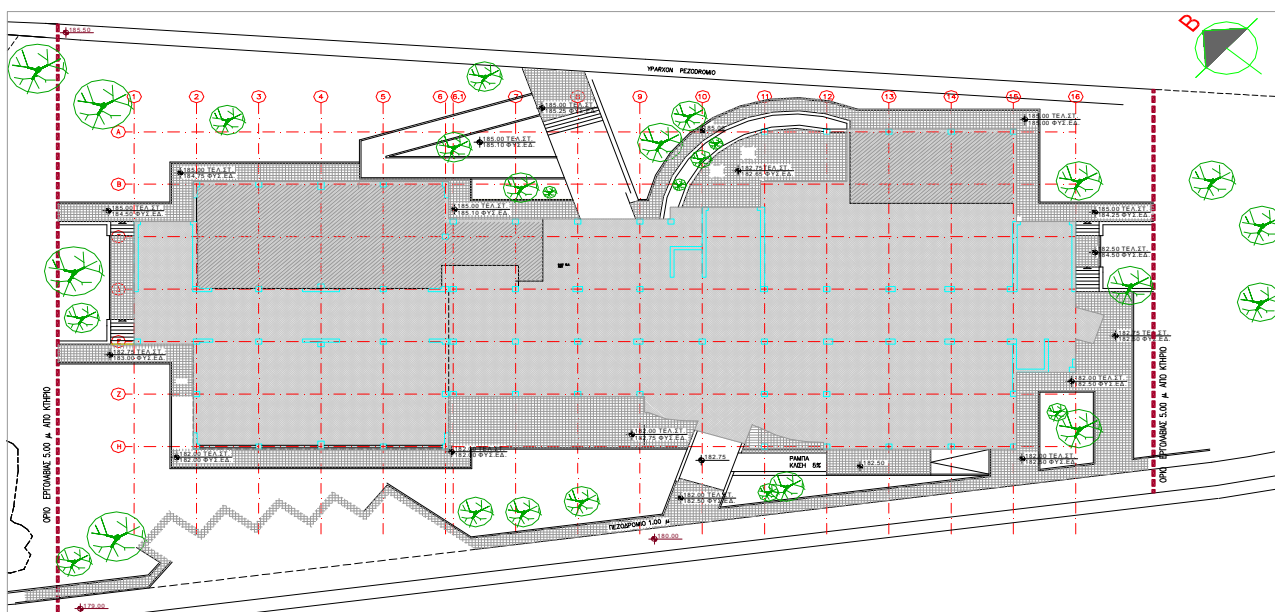 185.50
B
ΥΡΑΡΧΟΝ ΡΕΖΟDRΟΜΙΟ
1
2
3
4
5
6
6.1
7
8
9
10
11
12
13
14
15
16
185.00 ΤΕΛ.ΣΤ.
185.25 ΦΥΣ.ΕΔ.
185.00 ΤΕΛ.ΣΤ.
185.00 ΦΥΣ.ΕΔ.
A
185.00 ΤΕΛ.ΣΤ.
185.10 ΦΥΣ.ΕΔ.
185.00 ΤΕΛ.ΣΤ.
184.75 ΦΥΣ.ΕΔ.
182.75 ΤΕΛ.ΣΤ.
182.65 ΦΥΣ.ΕΔ.
B
185.00 ΤΕΛ.ΣΤ.
184.50 ΦΥΣ.ΕΔ.
185.00 ΤΕΛ.ΣΤ.
185.10 ΦΥΣ.ΕΔ.
185.00 ΤΕΛ.ΣΤ.
184.25 ΦΥΣ.ΕΔ.
Γ
182.50 ΤΕΛ.ΣΤ.
184.50 ΦΥΣ.ΕΔ.
Δ
E
182.75 ΤΕΛ.ΣΤ.
183.00 ΦΥΣ.ΕΔ.
182.75 ΤΕΛ.ΣΤ.
182.00 ΤΕΛ.ΣΤ.
182.50 ΦΥΣ.ΕΔ.
Z
ΟΡΙΟ ΕΡΓΟΛΑΒΙΑΣ 5.00 μ. ΑΠΟ ΚΤΗΡΙΟ
ΟΡΙΟ ΕΡΓΟΛΑΒΙΑΣ 5.00 μ. ΑΠΟ ΚΤΗΡΙΟ
182.00 ΤΕΛ.ΣΤ.
182.75 ΦΥΣ.ΕΔ.
H
182.00 ΤΕΛ.ΣΤ.
182.00 ΦΥΣ.ΕΔ.
182.75
ΡΑΜΠΑ
ΚΛΙΣΗ 5%
182.50
182.00 ΤΕΛ.ΣΤ.
182.00 ΤΕΛ.ΣΤ.
182.50 ΦΥΣ.ΕΔ.
ΠΕΖΟΔΡΟΜΙΟ 1.00 μ
180.00
179.00